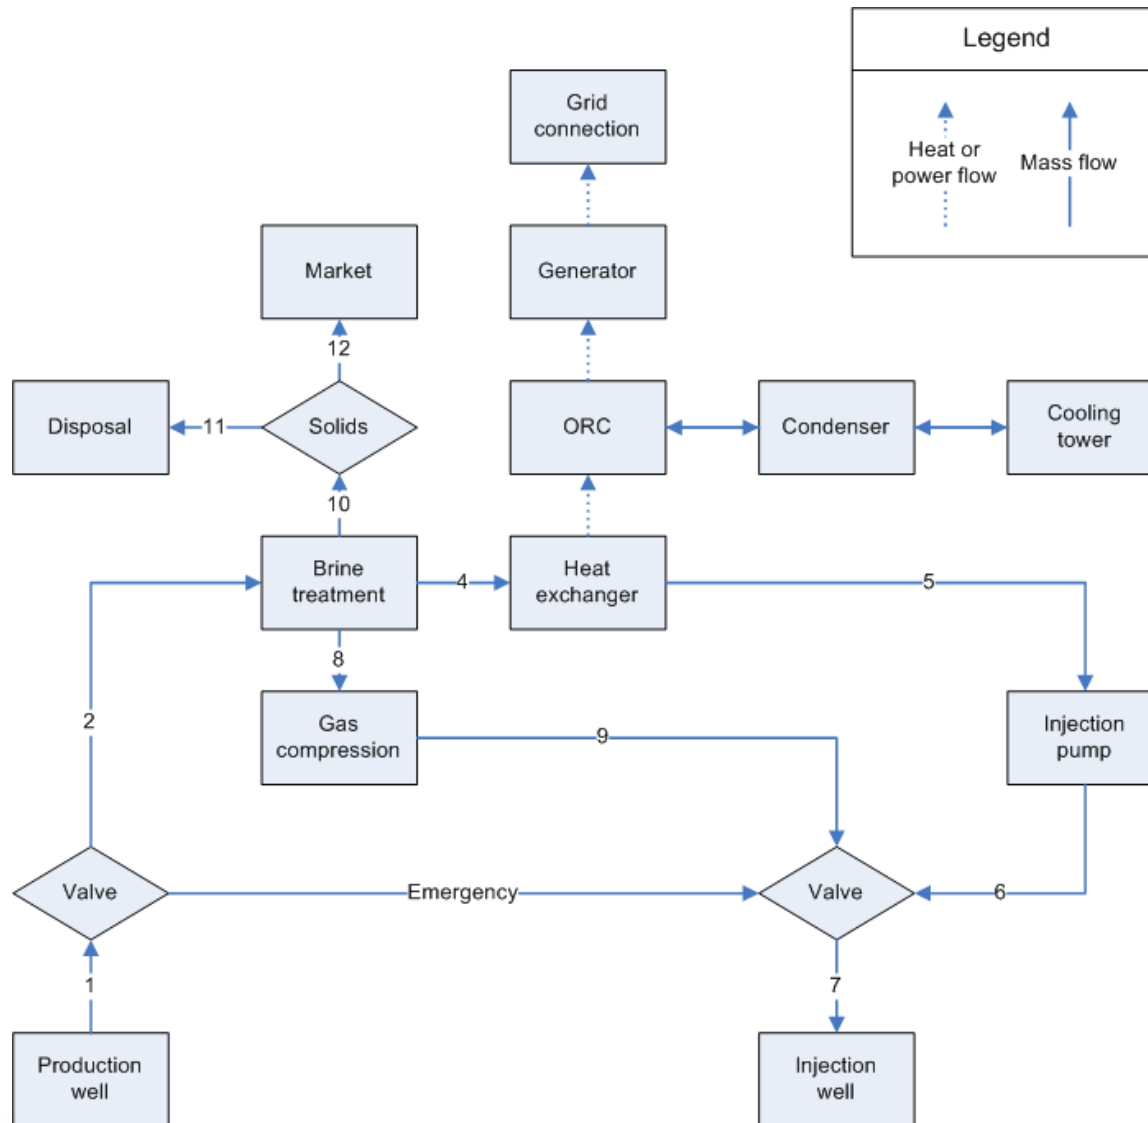 Legend
Heat or
power flow
Mass flow
Grid
connection
Market
Generator
12
Disposal
11
Solids
ORC
Condenser
Cooling
tower
10
Brine
treatment
4
Heat
exchanger
5
8
2
Gas
compression
9
Injection
pump
Valve
Emergency
Valve
6
1
7
Production
well
Injection
well